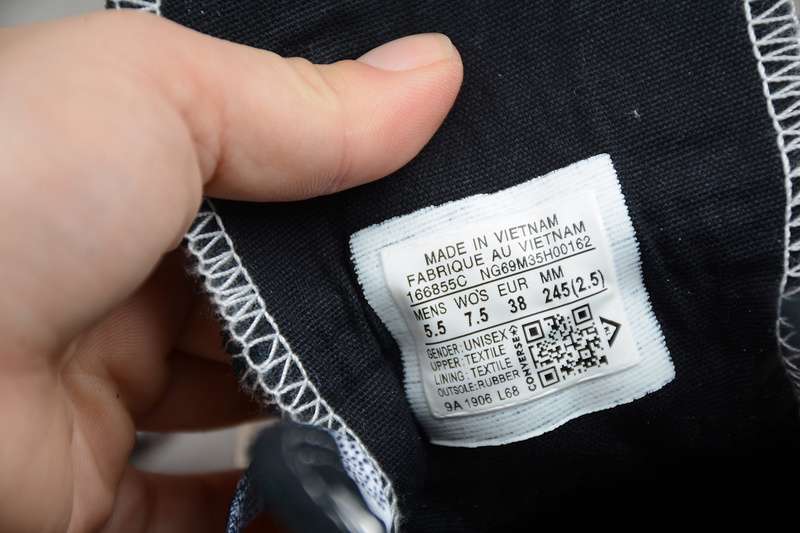 MADE IN VIETNAM
FABRIQUE AU VIETNAM
166855C NG69M35H00162
MENS WO'S EUR MM
5.5 7.5 38 245(2.5)
GENDER: UNISEX
UPPER: TEXTILE
LINING: TEXTILE
OUTSOLE: RUBBER
CONVERSE
9A 1906 L68